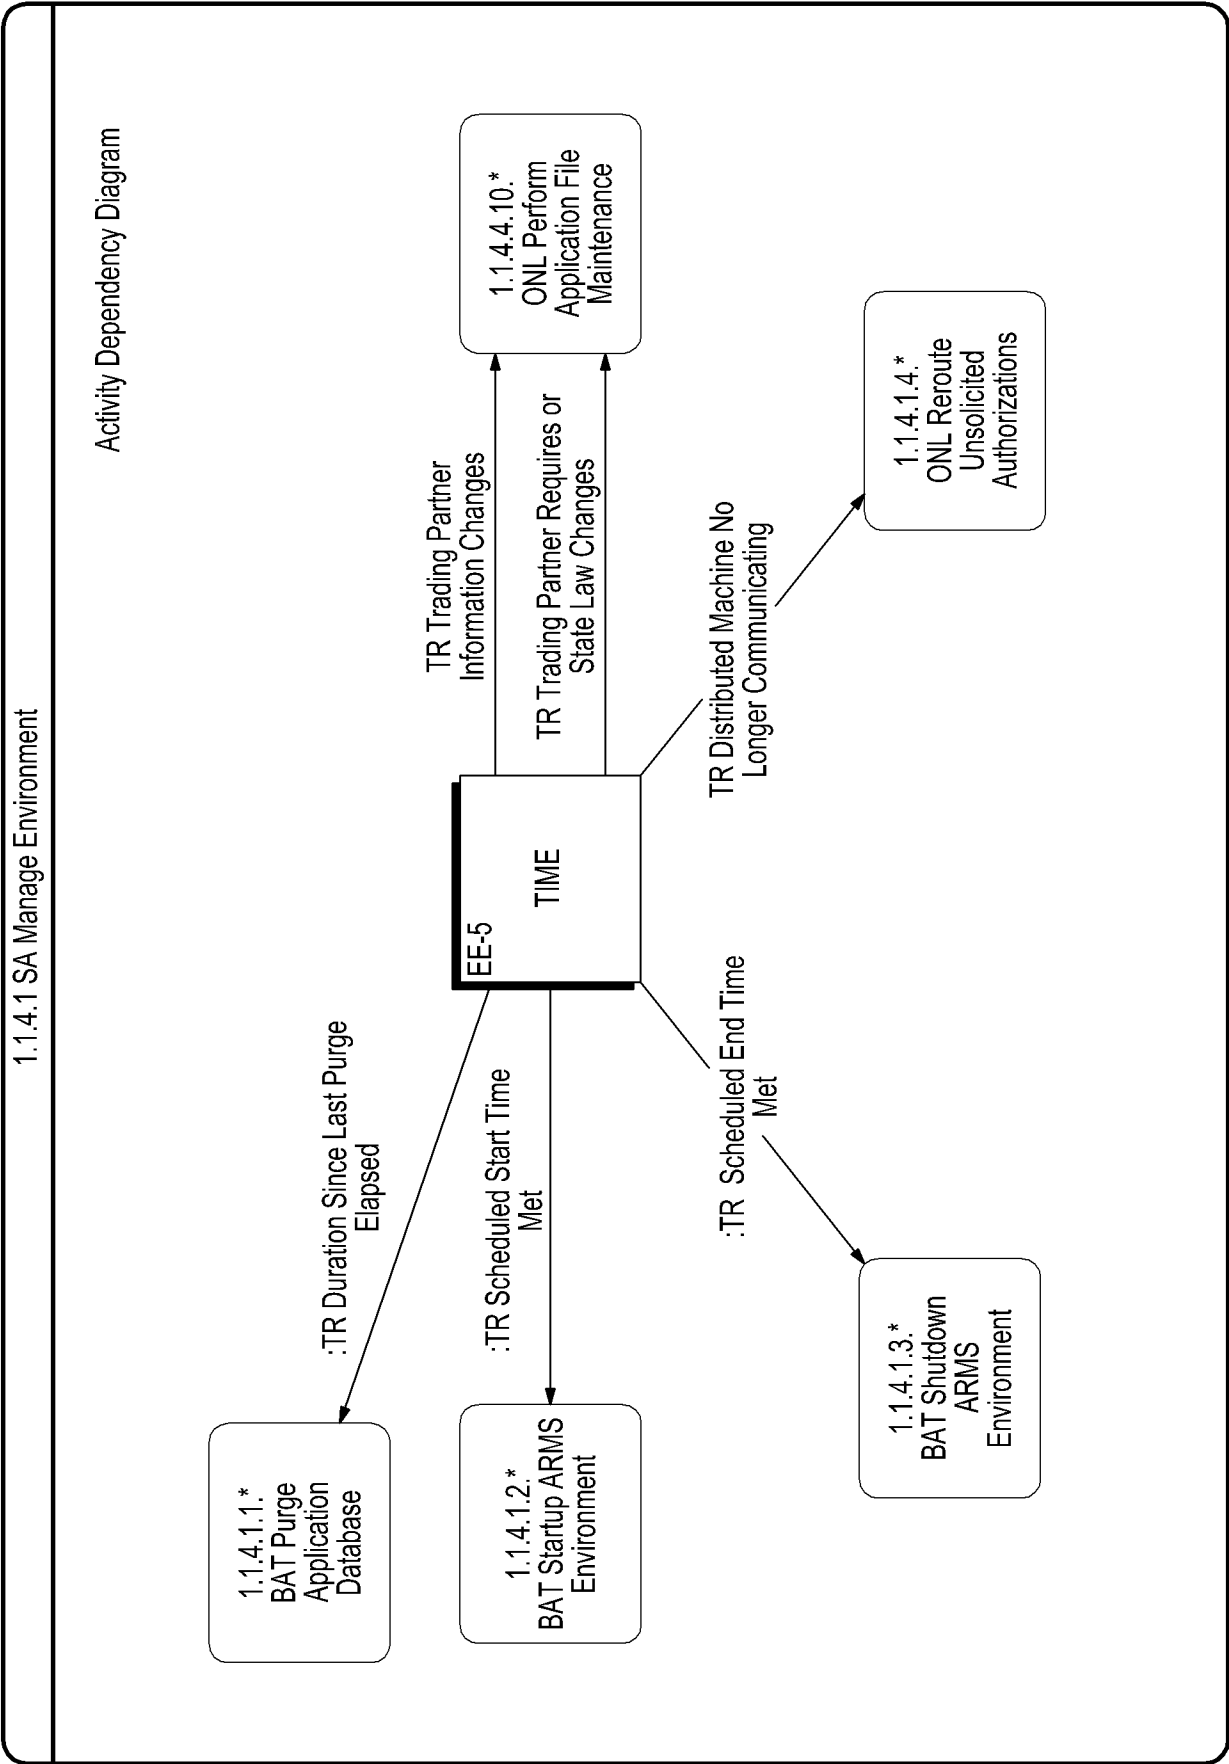 1.1.4.1 SA Manage Environment
Activity Dependency Diagram
1.1.4.1.1.*
BAT Purge
Application
Database
:TR Duration Since Last Purge
Elapsed
1.1.4.1.2.*
BAT Startup ARMS
Environment
:TR Scheduled Start Time
Met
EE-5
TIME
TR Trading Partner
Information Changes
TR Trading Partner Requires or
State Law Changes
1.1.4.4.10.*
ONL Perform
Application File
Maintenance
:TR Scheduled End Time
Met
1.1.4.1.3.*
BAT Shutdown
ARMS
Environment
TR Distributed Machine No
Longer Communicating
1.1.4.1.4.*
ONL Reroute
Unsolicited
Authorizations